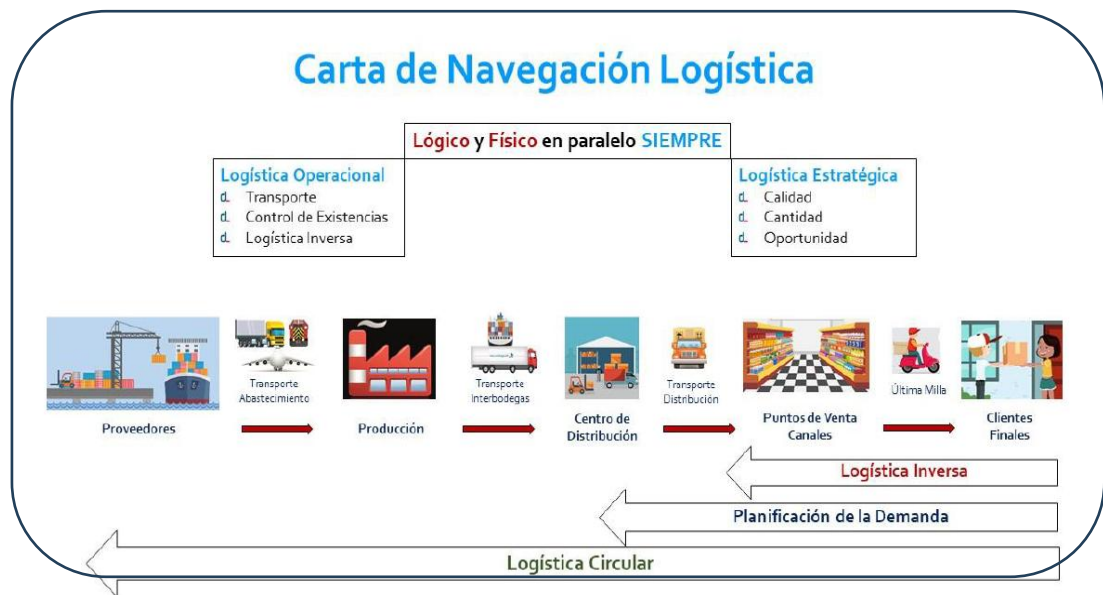 Carta de Navegación Logística
Lógico y Físico en paralelo SIEMPRE
Logística Operacional
Transporte
Control de Existencias
Logística Inversa
Logística Estratégica
Calidad
Cantidad
Oportunidad
Transporte
Abastecimiento
Transporte
Interbodegas
Transporte
Distribución
Última Milla
Proveedores
Producción
Centro de
Distribución
Puntos de Venta
Canales
Clientes
Finales
Logística Inversa
Planificación de la Demanda
Logística Circular